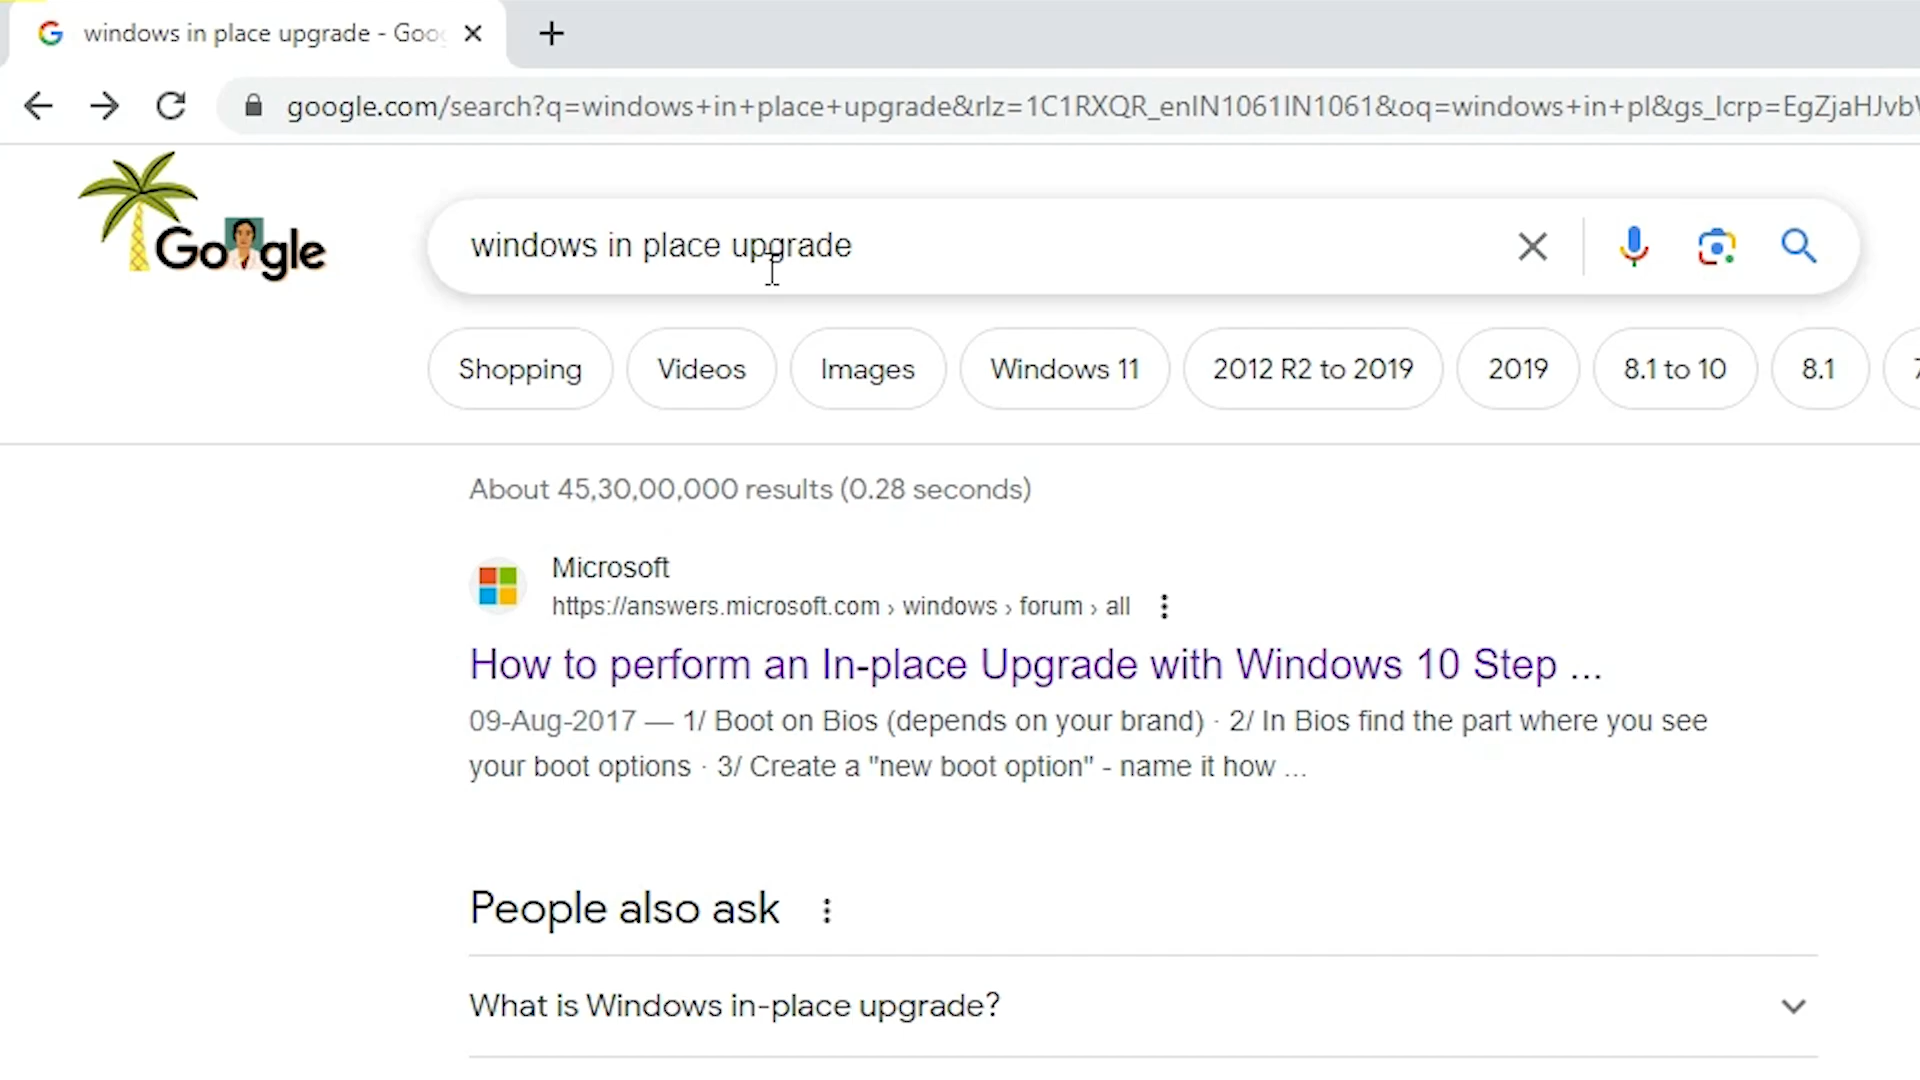 windows in place upgrade - Goo
google.com/search?q=windows+in+place+upgrade&rlz=1C1RXQR_enIN1061IN1061&oq=windows+in+pl&gs_lcrp=EgZjaHJvb
Google
windows in place upgrade
Shopping Videos Images Windows 11 2012 R2 to 2019 2019 8.1 to 10 8.1
About 45,30,00,000 results (0.28 seconds)
Microsoft
https://answers.microsoft.com › windows › forum › all
How to perform an In-place Upgrade with Windows 10 Step ...
09-Aug-2017 — 1/ Boot on Bios (depends on your brand) · 2/ In Bios find the part where you see
your boot options · 3/ Create a "new boot option" - name it how ...
People also ask
What is Windows in-place upgrade?